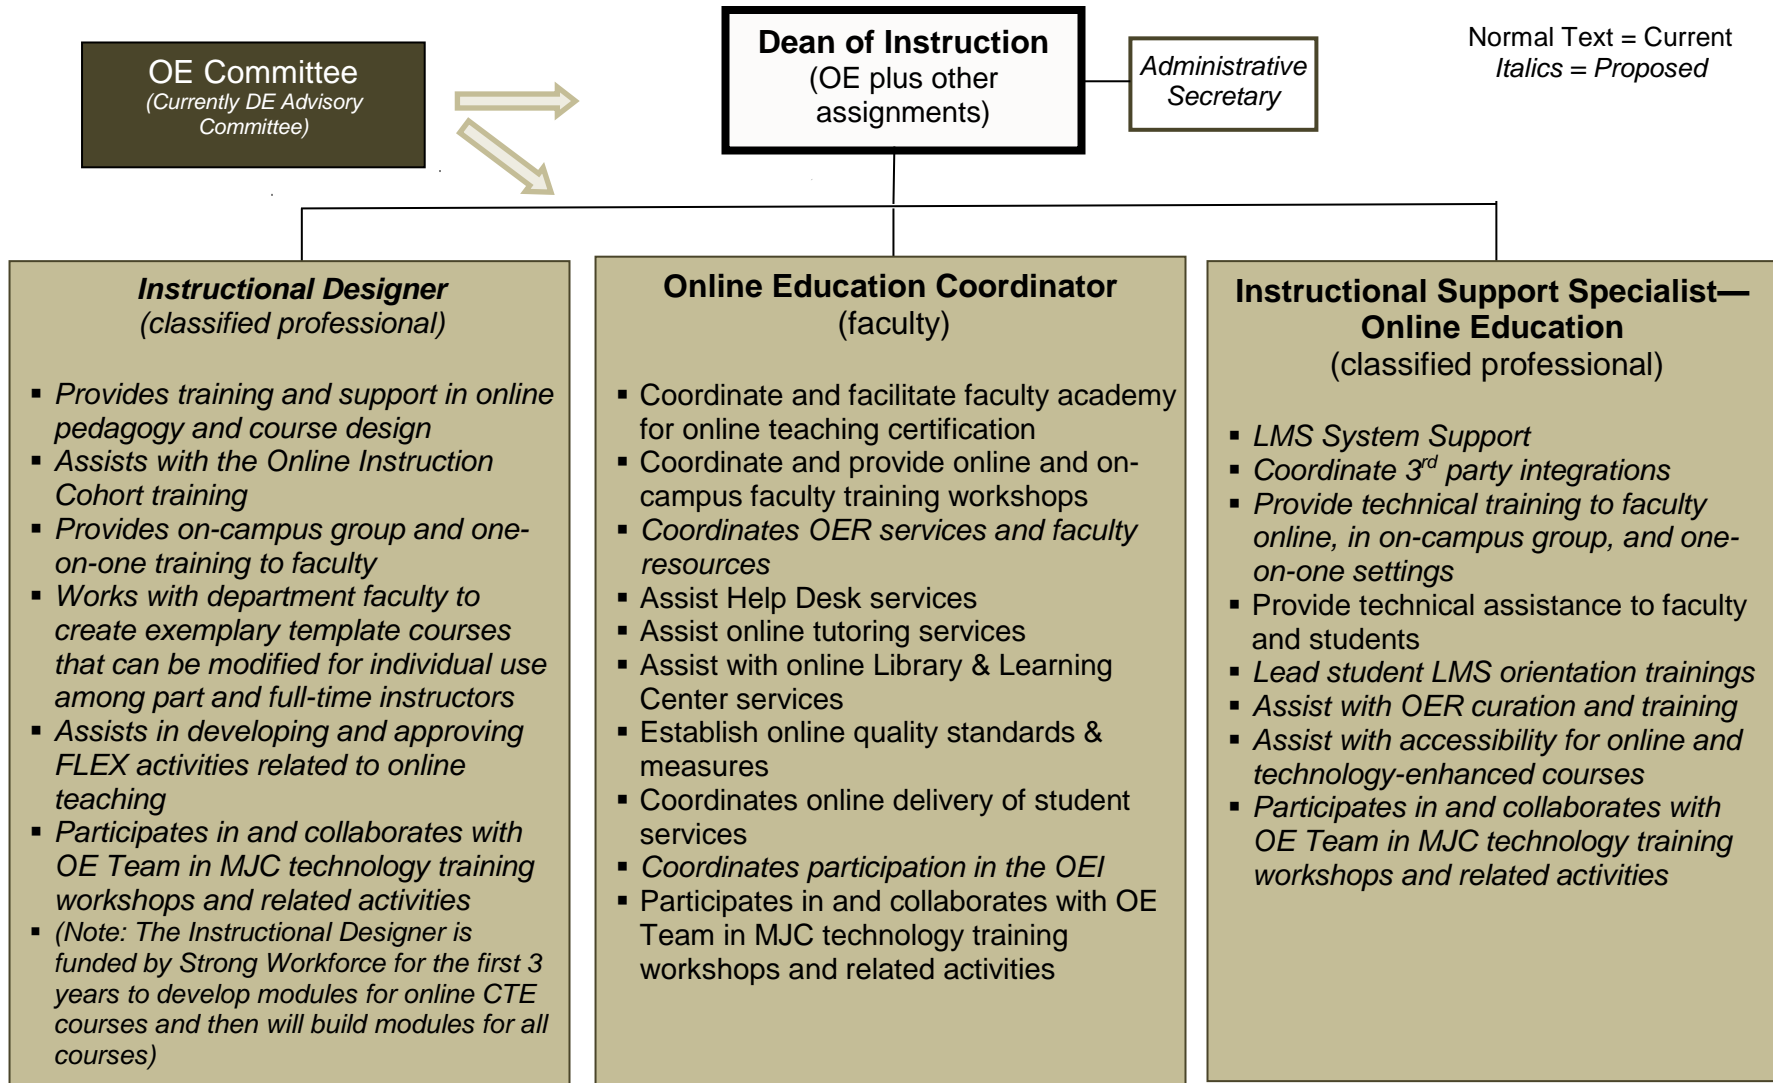 OE Committee
(Currently DE Advisory
Committee)
Dean of Instruction
(OE plus other
assignments)
Administrative
Secretary
Normal Text = Current
Italics = Proposed
Instructional Designer
(classified professional)
▪ Provides training and support in online
pedagogy and course design
▪ Assists with the Online Instruction
Cohort training
▪ Provides on-campus group and one-
on-one training to faculty
▪ Works with department faculty to
create exemplary template courses
that can be modified for individual use
among part and full-time instructors
▪ Assists in developing and approving
FLEX activities related to online
teaching
▪ Participates in and collaborates with
OE Team in MJC technology training
workshops and related activities
▪ (Note: The Instructional Designer is
funded by Strong Workforce for the first 3
years to develop modules for online CTE
courses and then will build modules for all
courses)
Online Education Coordinator
(faculty)
▪ Coordinate and facilitate faculty academy
for online teaching certification
▪ Coordinate and provide online and on-
campus faculty training workshops
▪ Coordinates OER services and faculty
resources
▪ Assist Help Desk services
▪ Assist online tutoring services
▪ Assist with online Library & Learning
Center services
▪ Establish online quality standards &
measures
▪ Coordinates online delivery of student
services
▪ Coordinates participation in the OEI
▪ Participates in and collaborates with OE
Team in MJC technology training
workshops and related activities
Instructional Support Specialist—
Online Education
(classified professional)
▪ LMS System Support
▪ Coordinate 3rd party integrations
▪ Provide technical training to faculty
online, in on-campus group, and one-
on-one settings
▪ Provide technical assistance to faculty
and students
▪ Lead student LMS orientation trainings
▪ Assist with OER curation and training
▪ Assist with accessibility for online and
technology-enhanced courses
▪ Participates in and collaborates with
OE Team in MJC technology training
workshops and related activities